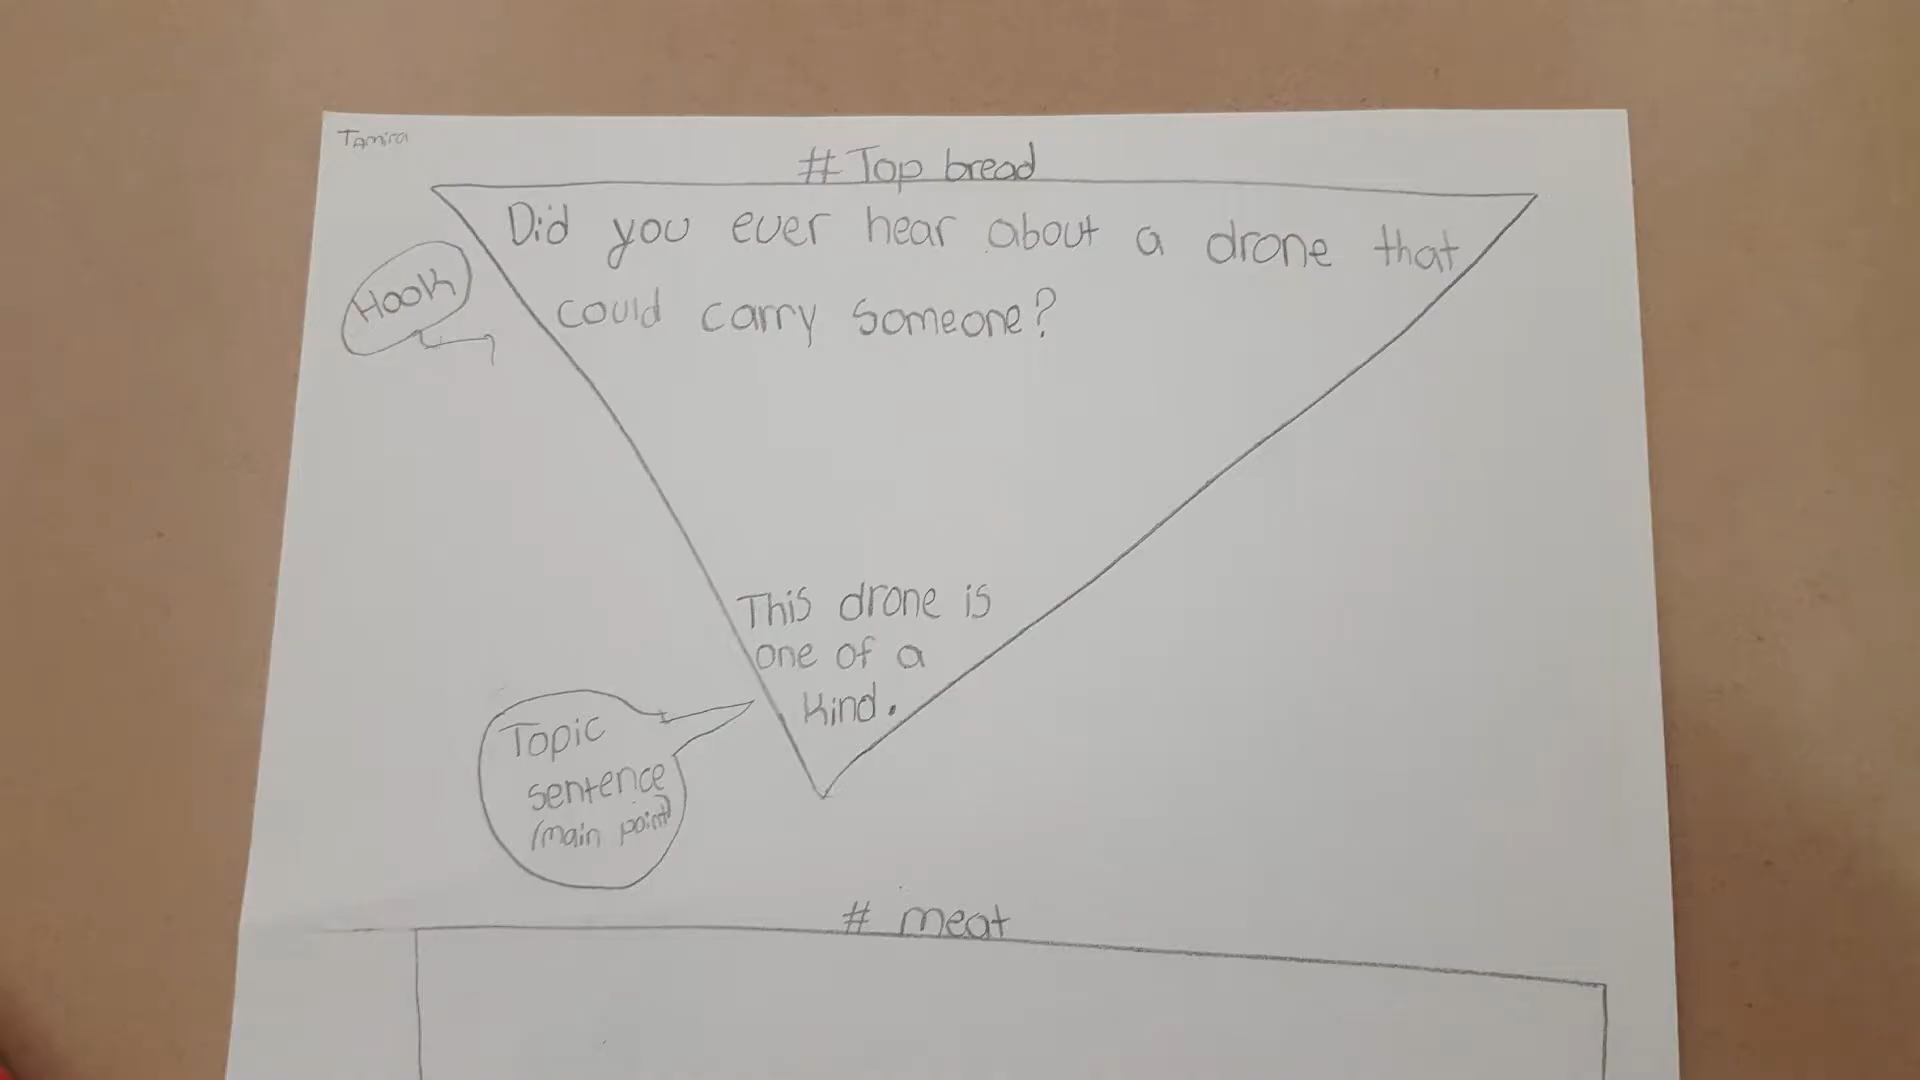 Tamira
# Top bread
Did you ever hear about a drone that
could carry someone?
Hook
This drone is
one of a
kind.
Topic
sentence
(main point)
# meat